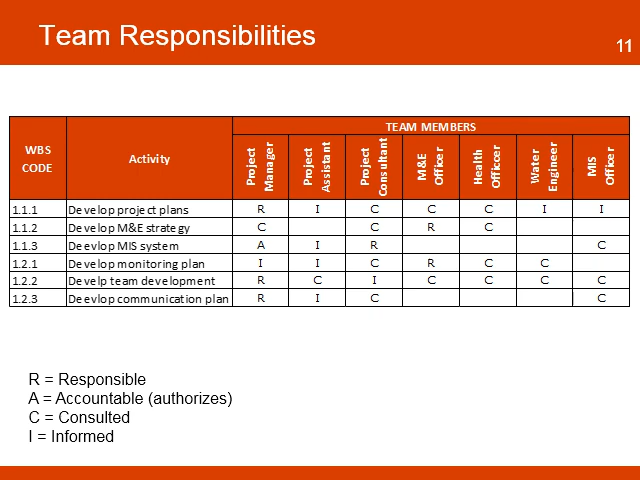 Team Responsibilities
11
WBS CODE Activity TEAM MEMBERS
Project Manager Project Assistant Project Consultant M&E Officer Health Officcer Water Engineer MIS Officer
1.1.1 Develop project plans R I C C C I I
1.1.2 Develop M&E strategy C C R C
1.1.3 Deevlop MIS system A I R C
1.2.1 Develop monitoring plan I I C R C C
1.2.2 Develp team development R C I C C C C
1.2.3 Deevlop communication plan R I C C
R = Responsible
A = Accountable (authorizes)
C = Consulted
I = Informed